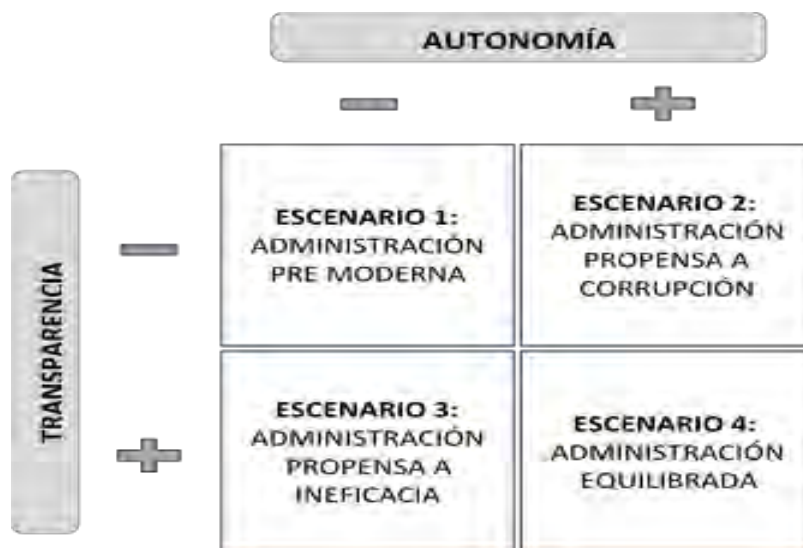 AUTONOMÍA
TRANSPARENCIA
ESCENARIO 1:
ADMINISTRACIÓN
PRE MODERNA
ESCENARIO 2:
ADMINISTRACIÓN
PROPENSA A
CORRUPCIÓN
ESCENARIO 3:
ADMINISTRACIÓN
PROPENSA A
INEFICACIA
ESCENARIO 4:
ADMINISTRACIÓN
EQUILIBRADA